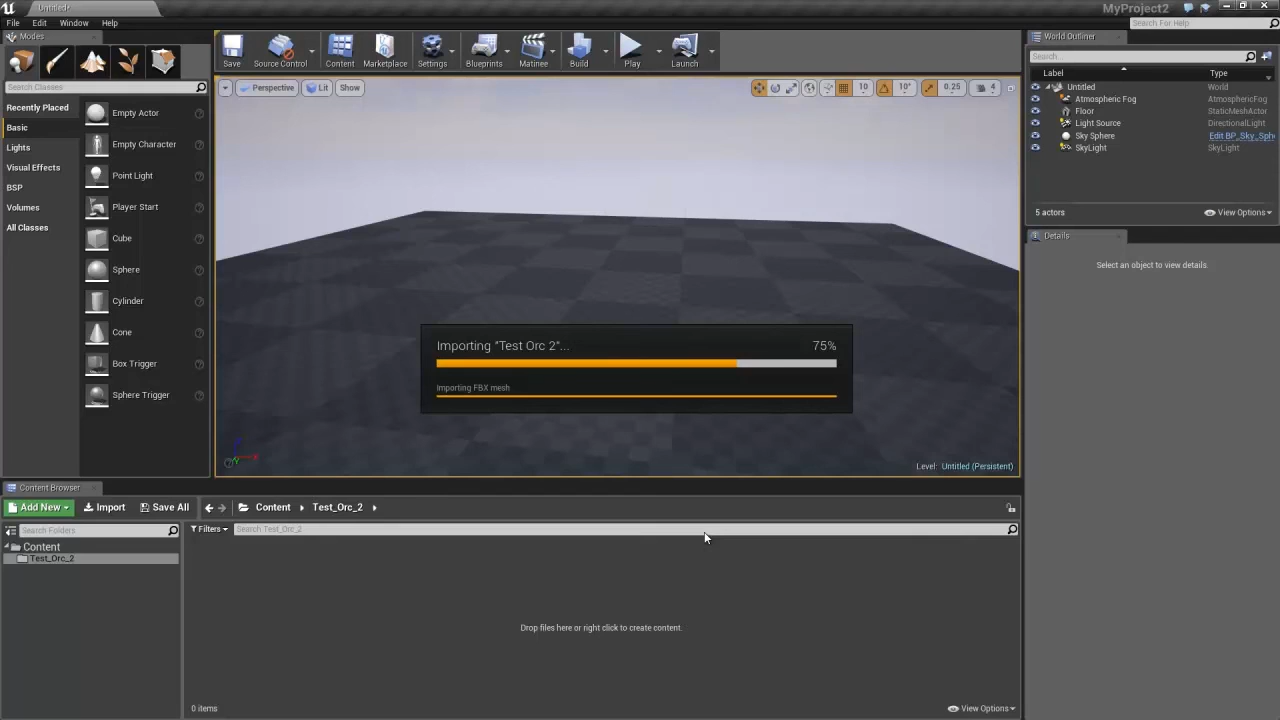 Untitled*
MyProject2
File Edit Window Help
Search For Help
Modes
Search Classes
Recently Placed
Basic
Lights
Visual Effects
BSP
Volumes
All Classes
Empty Actor
Empty Character
Point Light
Player Start
Cube
Sphere
Cylinder
Cone
Box Trigger
Sphere Trigger
Save Source Control Content Marketplace Settings Blueprints Matinee Build Play Launch
Perspective Lit Show
10 10° 0.25 4
Importing "Test Orc 2"...
75%
Importing FBX mesh
Level: Untitled (Persistent)
World Outliner
Search...
Label Type
Untitled World
Atmospheric Fog AtmosphericFog
Floor StaticMeshActor
Light Source DirectionalLight
Sky Sphere Edit BP_Sky_Sph
SkyLight SkyLight
5 actors
View Options
Details
Select an object to view details.
Content Browser
Add New Import Save All Content Test_Orc_2
Search Folders
Filters Search Test_Orc_2
Content
Test_Orc_2
Drop files here or right click to create content.
0 items
View Options